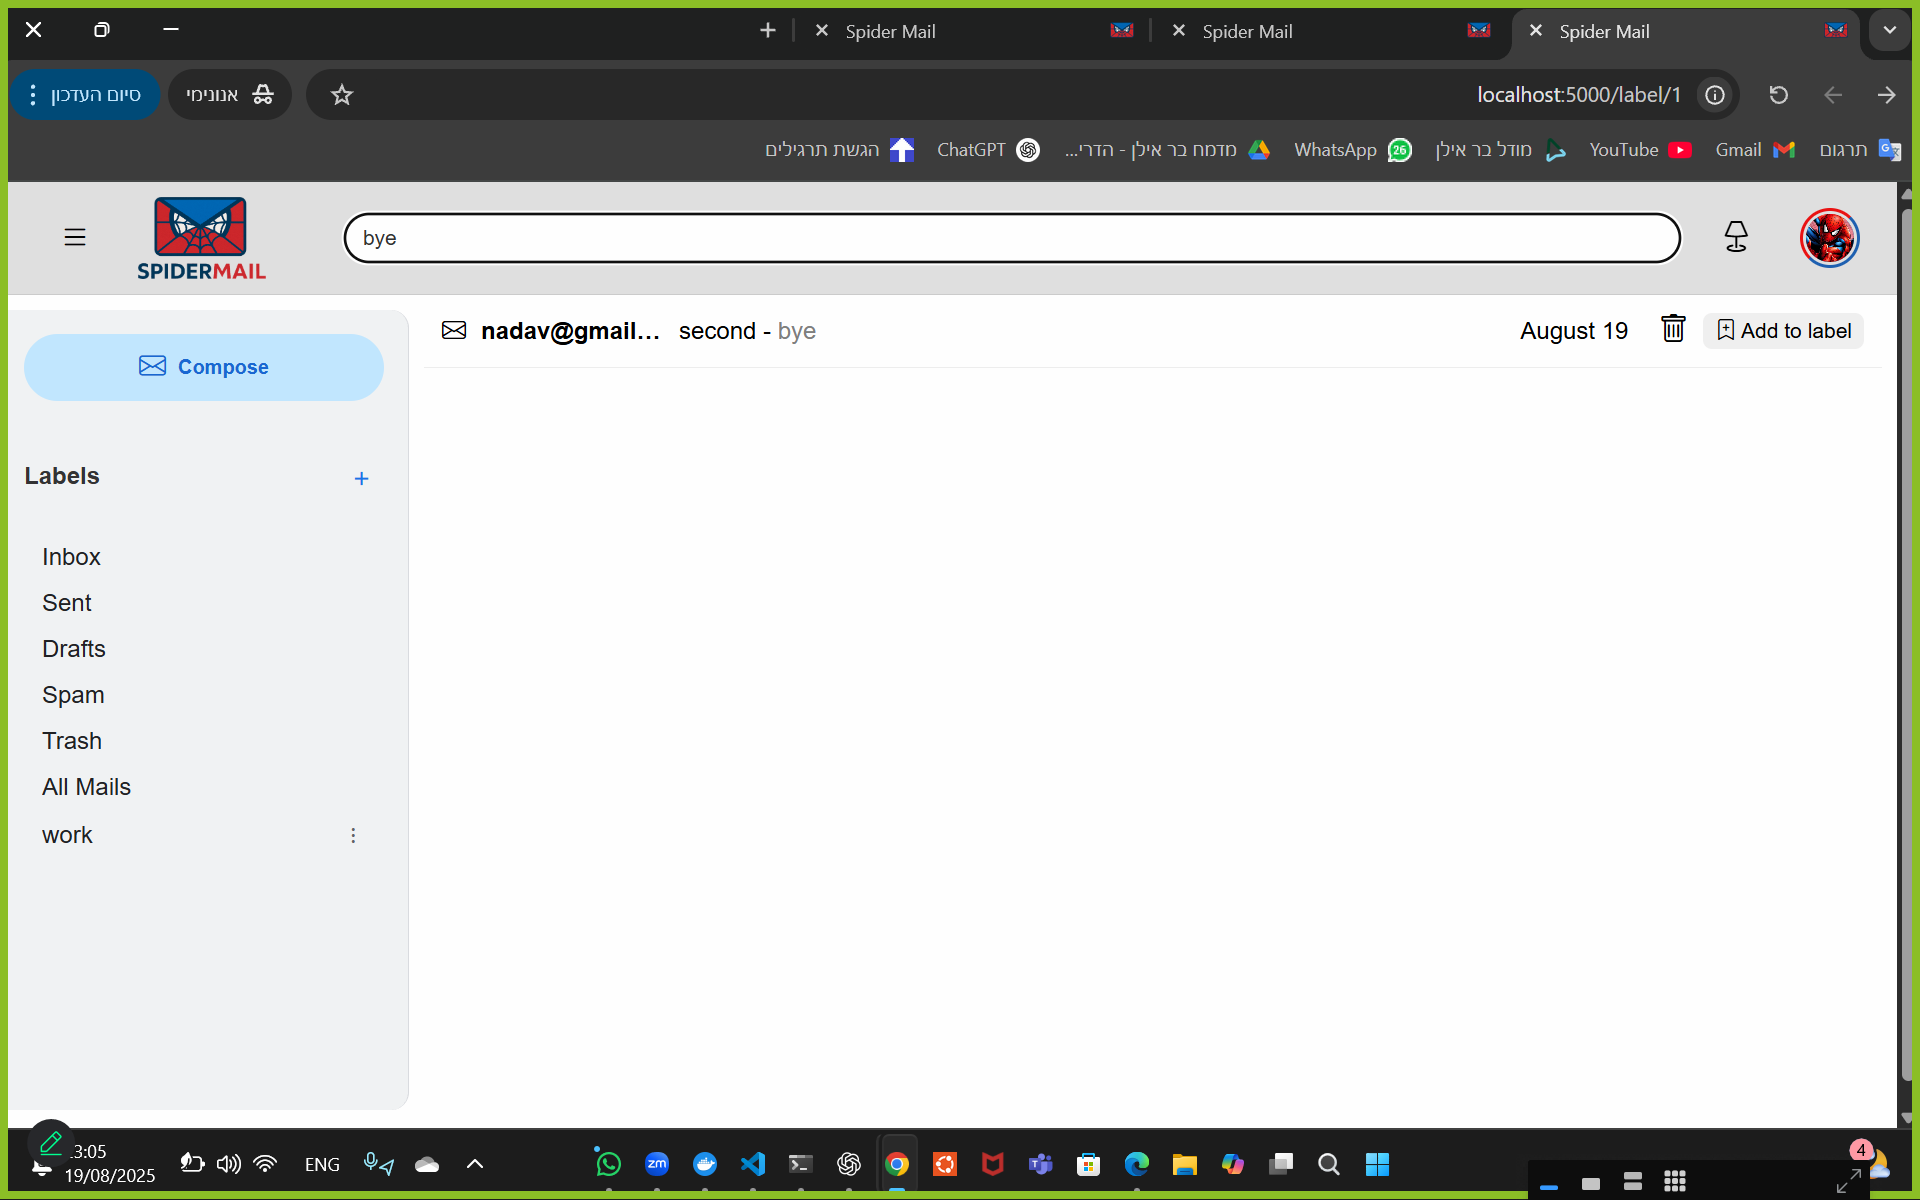 Spider Mail
Spider Mail
Spider Mail
סיום העדכון
אנונימי
localhost:5000/label/1
הגשת תרגילים
ChatGPT
מדמח בר אילן - הדרי...
WhatsApp
26
מודל בר אילן
YouTube
Gmail
תרגום
SPIDERMAIL
bye
Compose
nadav@gmail... second - bye
August 19
Add to label
Labels
+
Inbox
Sent
Drafts
Spam
Trash
All Mails
work
3:05
19/08/2025
ENG
zm
4